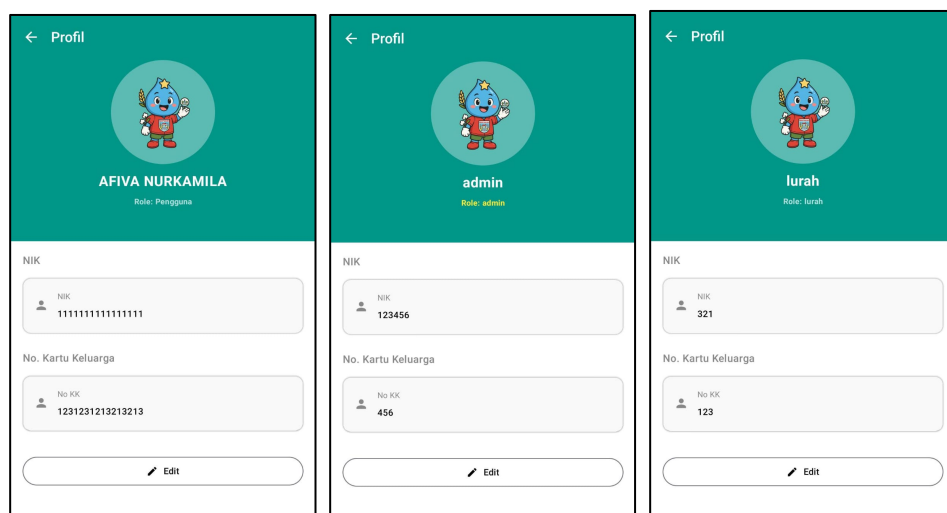 Profil
AFIVA NURKAMILA
Role: Pengguna
NIK
NIK
1111111111111111
No. Kartu Keluarga
No KK
1231231213213213
Edit
Profil
admin
Role: admin
NIK
NIK
123456
No. Kartu Keluarga
No KK
456
Edit
Profil
lurah
Role: lurah
NIK
NIK
321
No. Kartu Keluarga
No KK
123
Edit